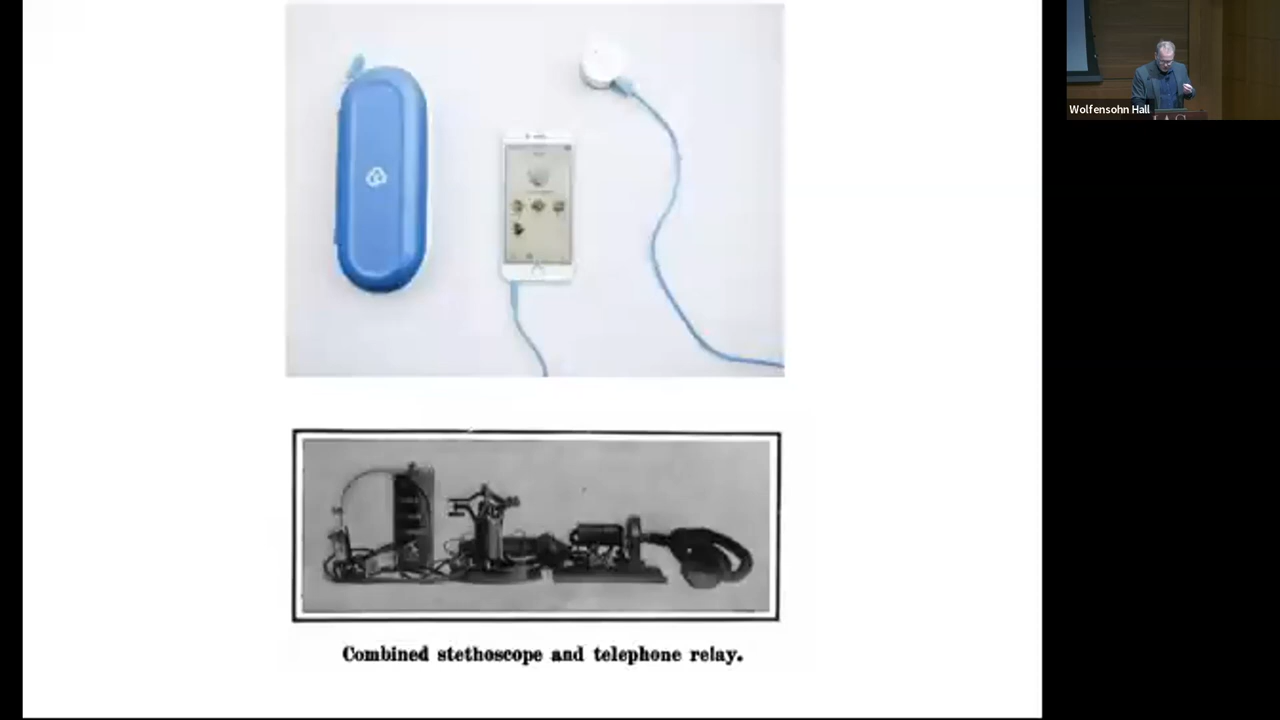 Wolfensohn Hall
I A S
Combined stethoscope and telephone relay.